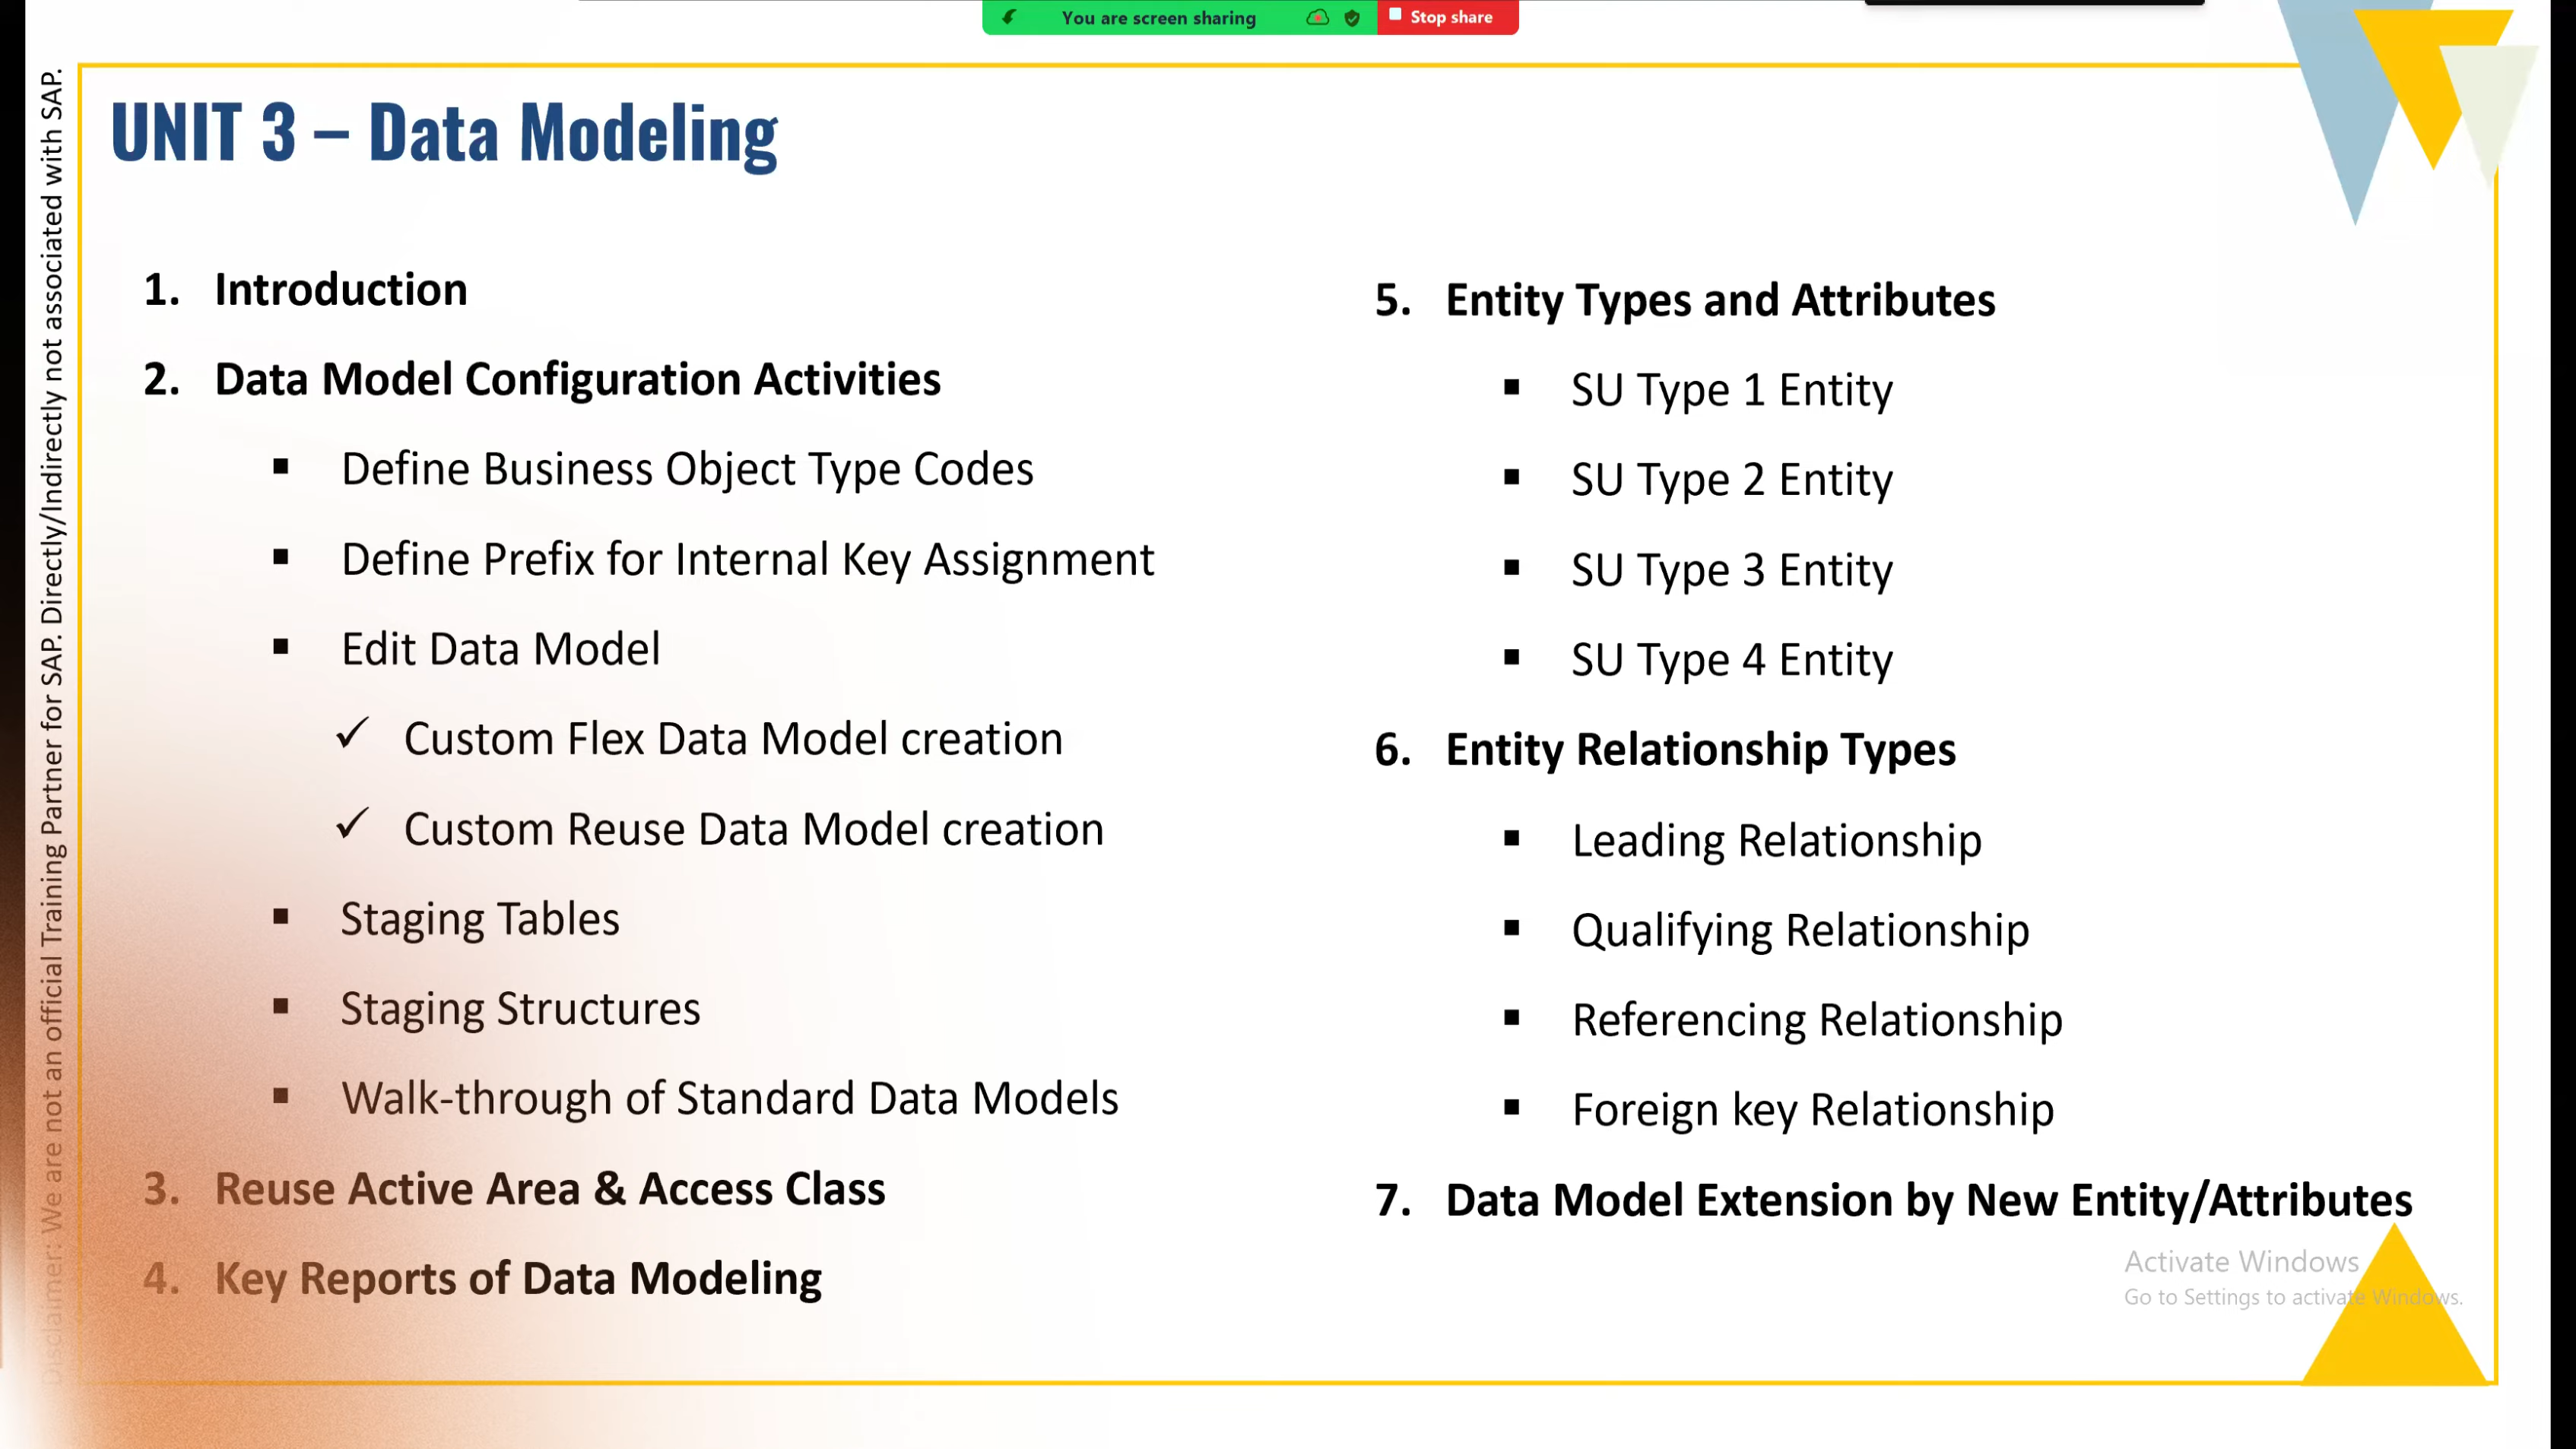 You are screen sharing
Stop share
UNIT 3 – Data Modeling
1. Introduction
2. Data Model Configuration Activities
▪ Define Business Object Type Codes
▪ Define Prefix for Internal Key Assignment
▪ Edit Data Model
✓ Custom Flex Data Model creation
✓ Custom Reuse Data Model creation
▪ Staging Tables
▪ Staging Structures
▪ Walk-through of Standard Data Models
3. Reuse Active Area & Access Class
4. Key Reports of Data Modeling
5. Entity Types and Attributes
▪ SU Type 1 Entity
▪ SU Type 2 Entity
▪ SU Type 3 Entity
▪ SU Type 4 Entity
6. Entity Relationship Types
▪ Leading Relationship
▪ Qualifying Relationship
▪ Referencing Relationship
▪ Foreign key Relationship
7. Data Model Extension by New Entity/Attributes
Activate Windows
Go to Settings to activate Windows.
Disclaimer: We are not an official Training Partner for SAP. Directly/Indirectly not associated with SAP.